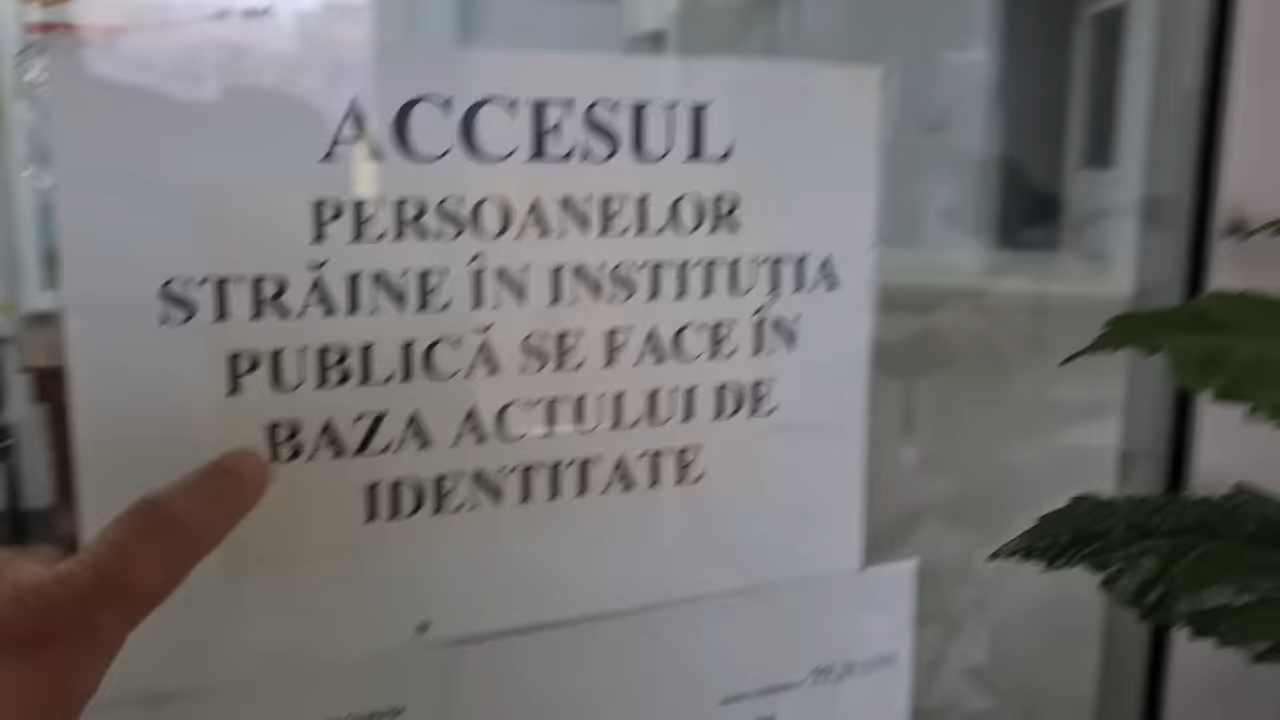 ACCESUL
PERSOANELOR
STRĂINE ÎN INSTITUȚIA
PUBLICĂ SE FACE ÎN
BAZA ACTULUI DE
IDENTITATE